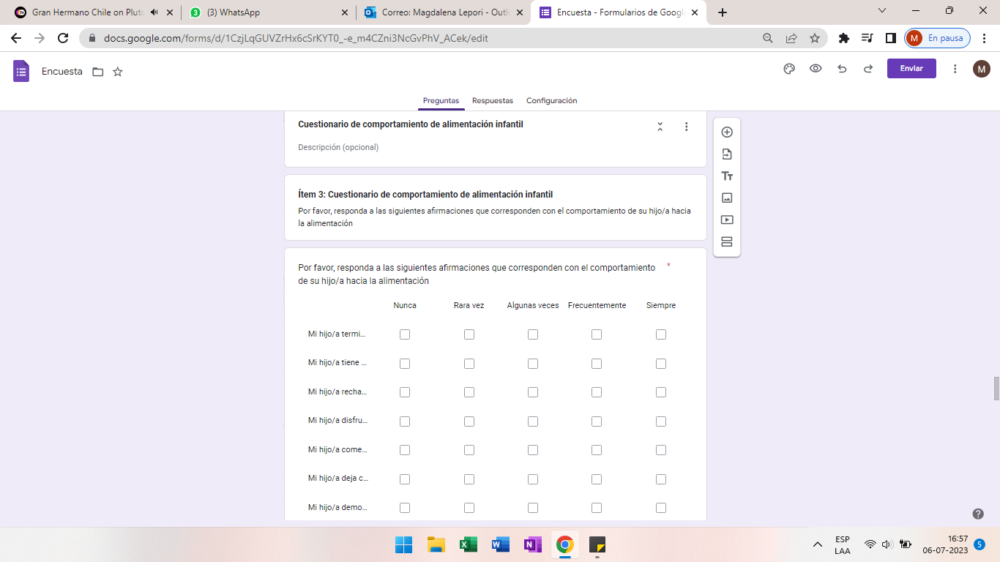 Gran Hermano Chile on Pluto
(3) WhatsApp
Correo: Magdalena Lepori - Outl
Encuesta - Formularios de Google
docs.google.com/forms/d/1CzjLqGUVZrHx6cSrKYT0_-e_m4CZni3NcGvPhV_ACek/edit
M En pausa
Encuesta
Enviar
M
Preguntas Respuestas Configuración
Cuestionario de comportamiento de alimentación infantil
Descripción (opcional)
Ítem 3: Cuestionario de comportamiento de alimentación infantil
Por favor, responda a las siguientes afirmaciones que corresponden con el comportamiento de su hijo/a hacia
la alimentación
Por favor, responda a las siguientes afirmaciones que corresponden con el comportamiento *
de su hijo/a hacia la alimentación
Nunca Rara vez Algunas veces Frecuentemente Siempre
Mi hijo/a termi...
Mi hijo/a tiene ...
Mi hijo/a recha...
Mi hijo/a disfru...
Mi hijo/a come...
Mi hijo/a deja c...
Mi hijo/a demo...
ESP
LAA
16:57
06-07-2023
5